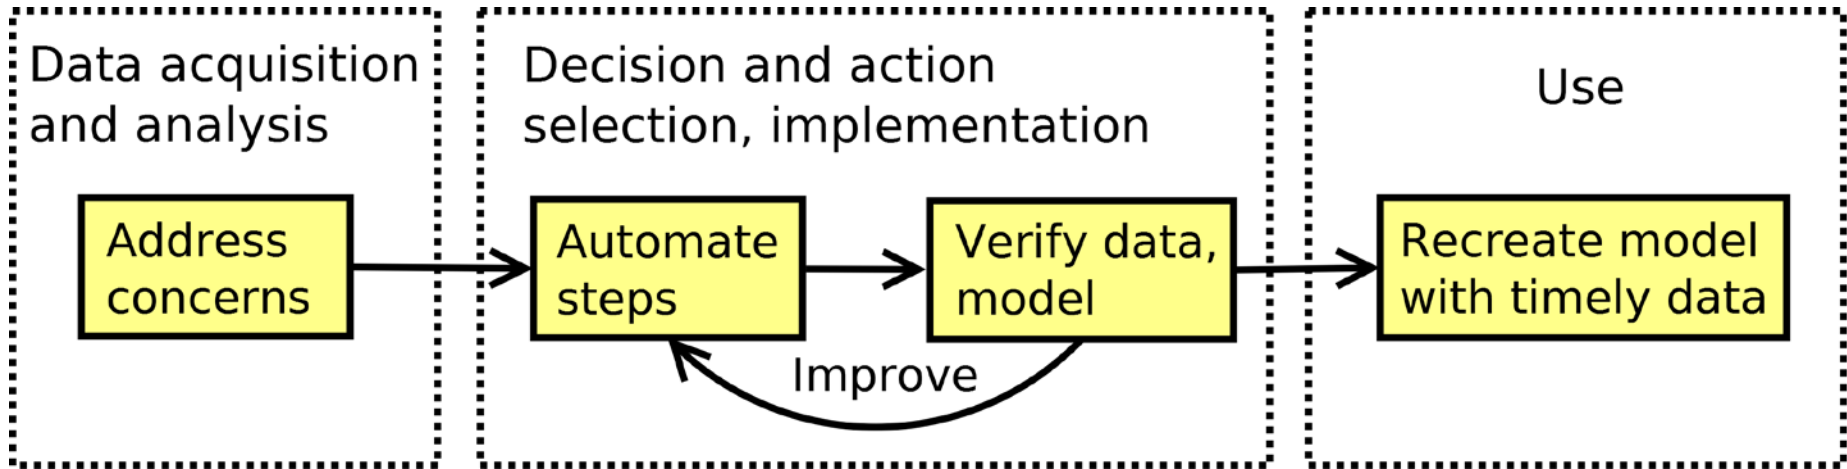 Data acquisition
and analysis
Address
concerns
Decision and action
selection, implementation
Automate
steps
Verify data,
model
Improve
Use
Recreate model
with timely data